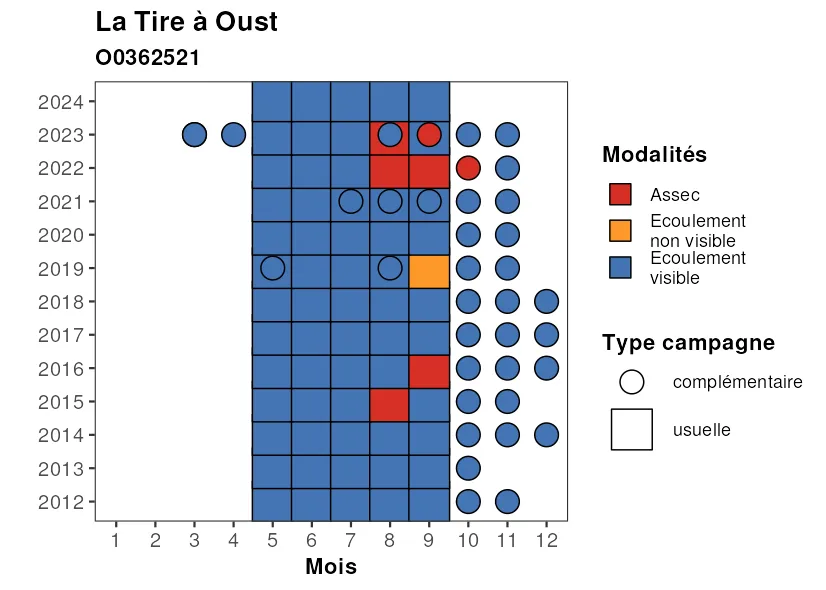 La Tire à Oust
O0362521
2024
2023
2022
2021
2020
2019
2018
2017
2016
2015
2014
2013
2012
1 2 3 4 5 6 7 8 9 10 11 12
Mois
Modalités
Assec
Ecoulement
non visible
Ecoulement
visible
Type campagne
complémentaire
usuelle